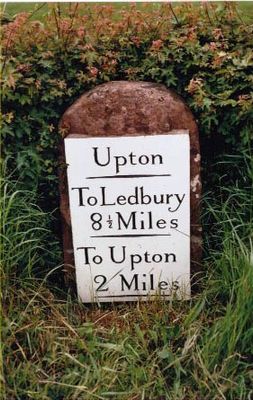 Upton
To Ledbury
8½ Miles
To Upton
2 Miles